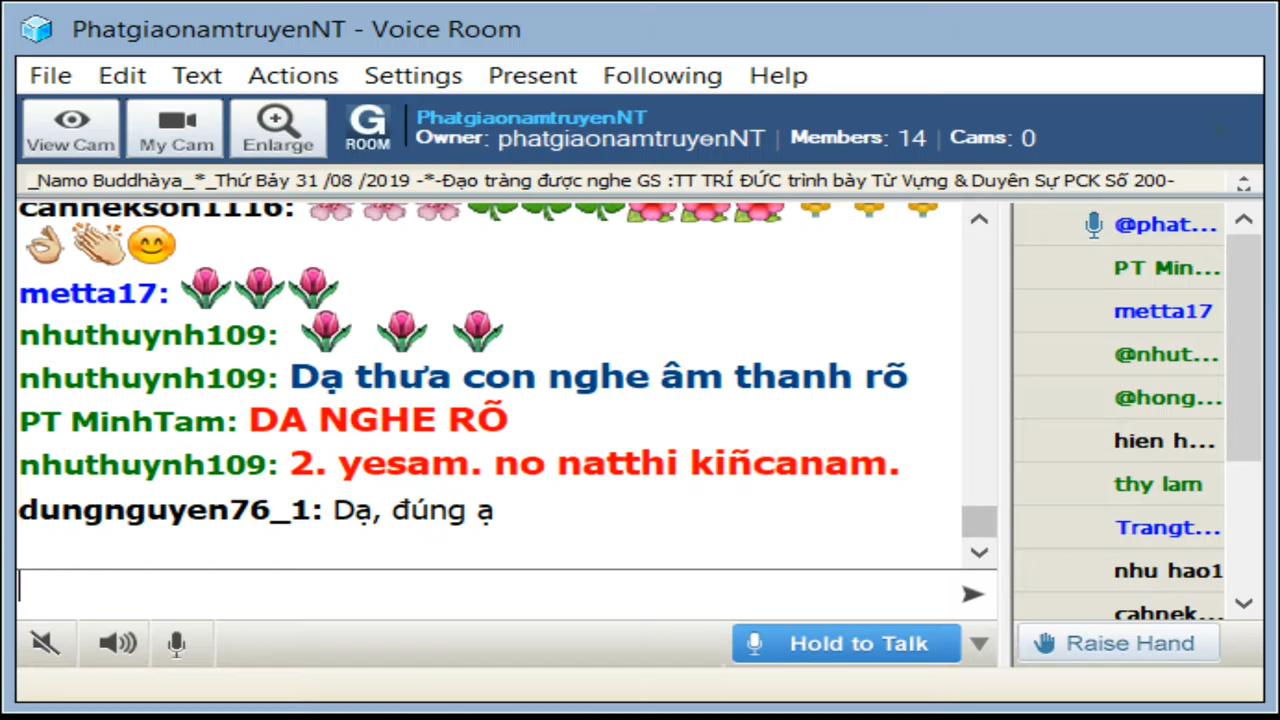 PhatgiaonamtruyenNT - Voice Room
File Edit Text Actions Settings Present Following Help
View Cam My Cam Enlarge G ROOM
PhatgiaonamtruyenNT
Owner: phatgiaonamtruyenNT | Members: 14 | Cams: 0
_Namo Buddhàya_*_Thứ Bảy 31 /08 /2019 -*-Đạo tràng được nghe GS :TT TRÍ ĐỨC trình bày Từ Vựng & Duyên Sự PCK Số 200-
cahnekson1116:
metta17:
nhuthuynh109:
nhuthuynh109: Dạ thưa con nghe âm thanh rõ
PT MinhTam: DA NGHE RÕ
nhuthuynh109: 2. yesam. no natthi kiñcanam.
dungnguyen76_1: Dạ, đúng ạ
@phat...
PT Min...
metta17
@nhut...
@hong...
hien h...
thy lam
Trangt...
nhu hao1
cahnek...
Hold to Talk
Raise Hand